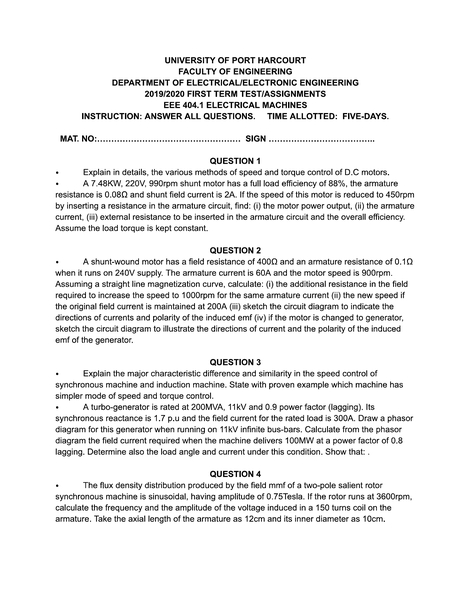 UNIVERSITY OF PORT HARCOURT
FACULTY OF ENGINEERING
DEPARTMENT OF ELECTRICAL/ELECTRONIC ENGINEERING
2019/2020 FIRST TERM TEST/ASSIGNMENTS
EEE 404.1 ELECTRICAL MACHINES
INSTRUCTION: ANSWER ALL QUESTIONS. TIME ALLOTTED: FIVE-DAYS.
MAT. NO:…………………………………………… SIGN ………………………………..
QUESTION 1
• Explain in details, the various methods of speed and torque control of D.C motors.
• A 7.48KW, 220V, 990rpm shunt motor has a full load efficiency of 88%, the armature
resistance is 0.08Ω and shunt field current is 2A. If the speed of this motor is reduced to 450rpm
by inserting a resistance in the armature circuit, find: (i) the motor power output, (ii) the armature
current, (iii) external resistance to be inserted in the armature circuit and the overall efficiency.
Assume the load torque is kept constant.
QUESTION 2
• A shunt-wound motor has a field resistance of 400Ω and an armature resistance of 0.1Ω
when it runs on 240V supply. The armature current is 60A and the motor speed is 900rpm.
Assuming a straight line magnetization curve, calculate: (i) the additional resistance in the field
required to increase the speed to 1000rpm for the same armature current (ii) the new speed if
the original field current is maintained at 200A (iii) sketch the circuit diagram to indicate the
directions of currents and polarity of the induced emf (iv) if the motor is changed to generator,
sketch the circuit diagram to illustrate the directions of current and the polarity of the induced
emf of the generator.
QUESTION 3
• Explain the major characteristic difference and similarity in the speed control of
synchronous machine and induction machine. State with proven example which machine has
simpler mode of speed and torque control.
• A turbo-generator is rated at 200MVA, 11kV and 0.9 power factor (lagging). Its
synchronous reactance is 1.7 p.u and the field current for the rated load is 300A. Draw a phasor
diagram for this generator when running on 11kV infinite bus-bars. Calculate from the phasor
diagram the field current required when the machine delivers 100MW at a power factor of 0.8
lagging. Determine also the load angle and current under this condition. Show that: .
QUESTION 4
• The flux density distribution produced by the field mmf of a two-pole salient rotor
synchronous machine is sinusoidal, having amplitude of 0.75Tesla. If the rotor runs at 3600rpm,
calculate the frequency and the amplitude of the voltage induced in a 150 turns coil on the
armature. Take the axial length of the armature as 12cm and its inner diameter as 10cm.